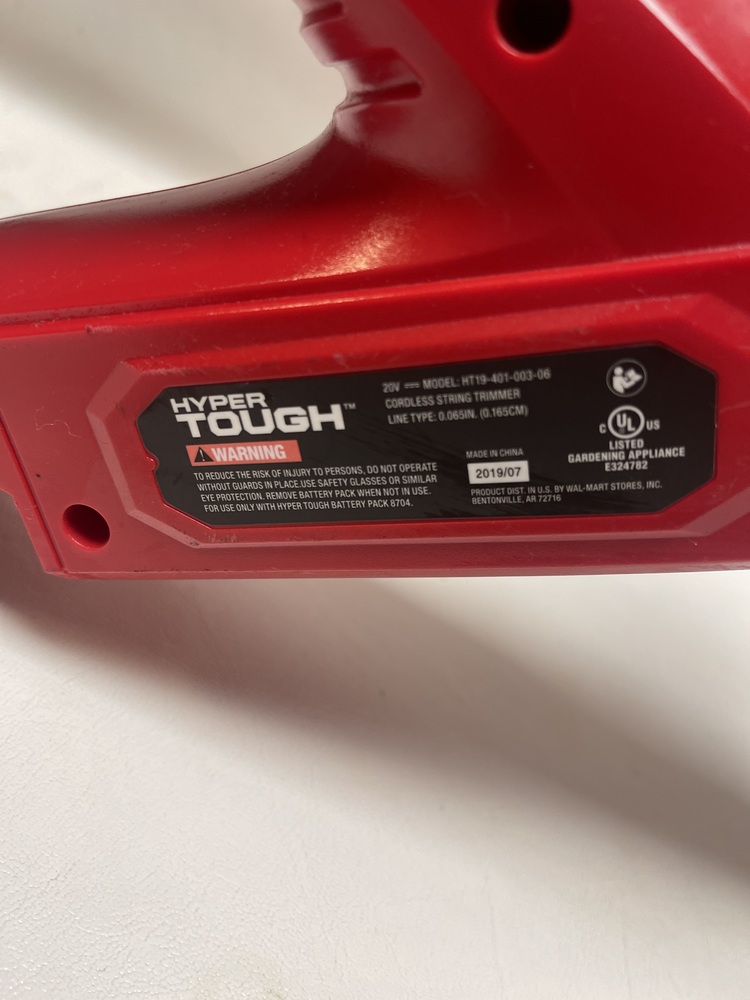 HYPER
TOUGH™
⚠ WARNING
TO REDUCE THE RISK OF INJURY TO PERSONS, DO NOT OPERATE
WITHOUT GUARDS IN PLACE.USE SAFETY GLASSES OR SIMILAR
EYE PROTECTION. REMOVE BATTERY PACK WHEN NOT IN USE.
FOR USE ONLY WITH HYPER TOUGH BATTERY PACK 8704.
20V ⎓ MODEL: HT19-401-003-06
CORDLESS STRING TRIMMER
LINE TYPE: 0.065IN. (0.165CM)
MADE IN CHINA
2019/07
PRODUCT DIST. IN U.S. BY WAL-MART STORES, INC.
BENTONVILLE, AR 72716
C UL US
LISTED
GARDENING APPLIANCE
E324782